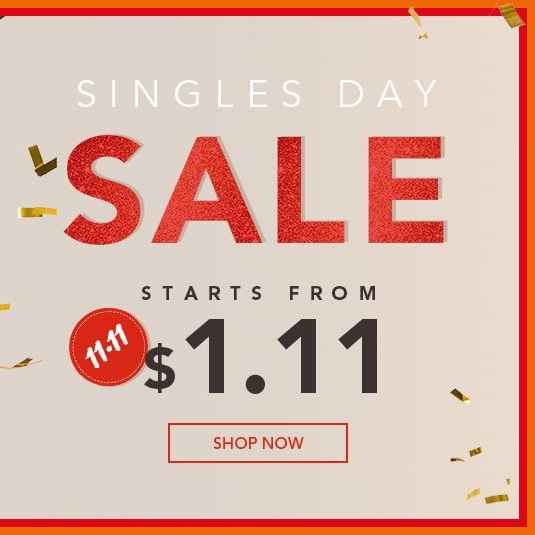 SINGLES DAY
SALE
STARTS FROM
11.11
$1.11
SHOP NOW